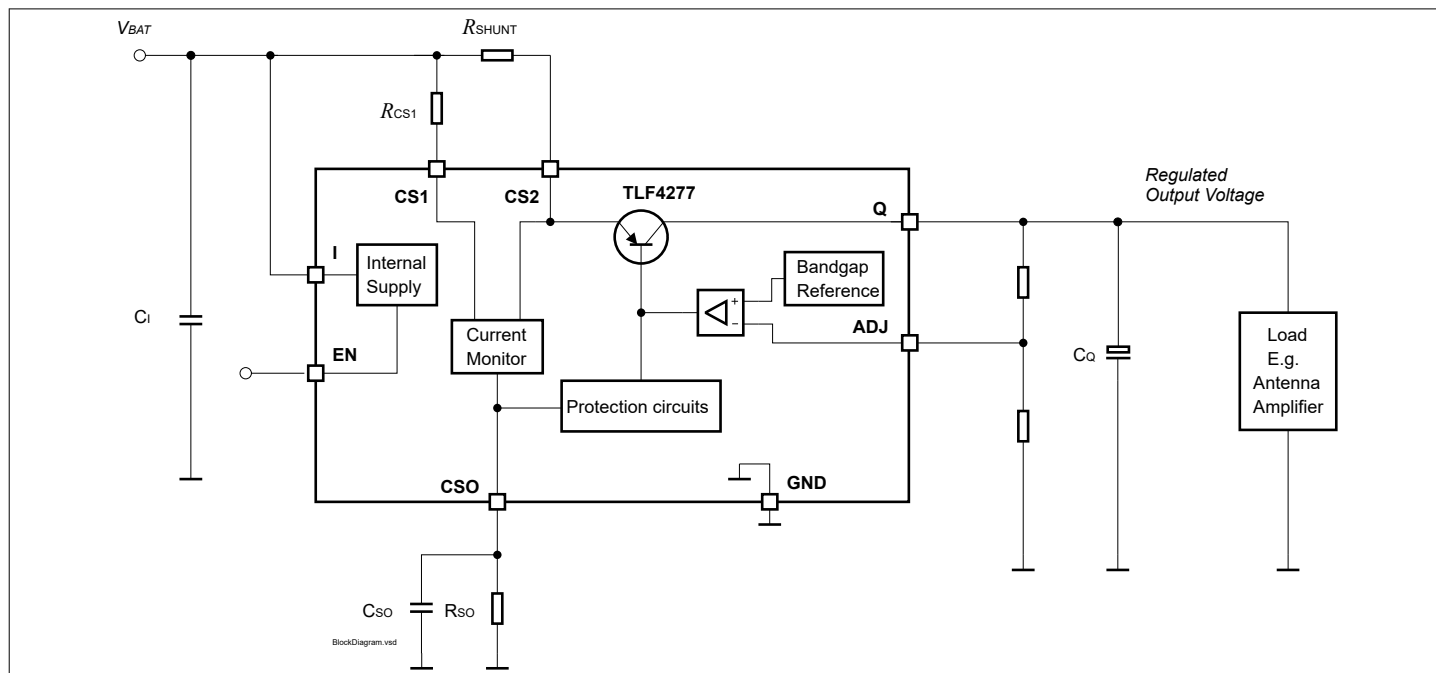 VBAT
RSHUNT
RCS1
CS1
CS2
TLF4277
Q
Regulated
Output Voltage
I
Internal
Supply
Bandgap
Reference
+
−
ADJ
CI
EN
Current
Monitor
CQ
Load
E.g.
Antenna
Amplifier
Protection circuits
CSO
GND
CSO
RSO
BlockDiagram.vsd